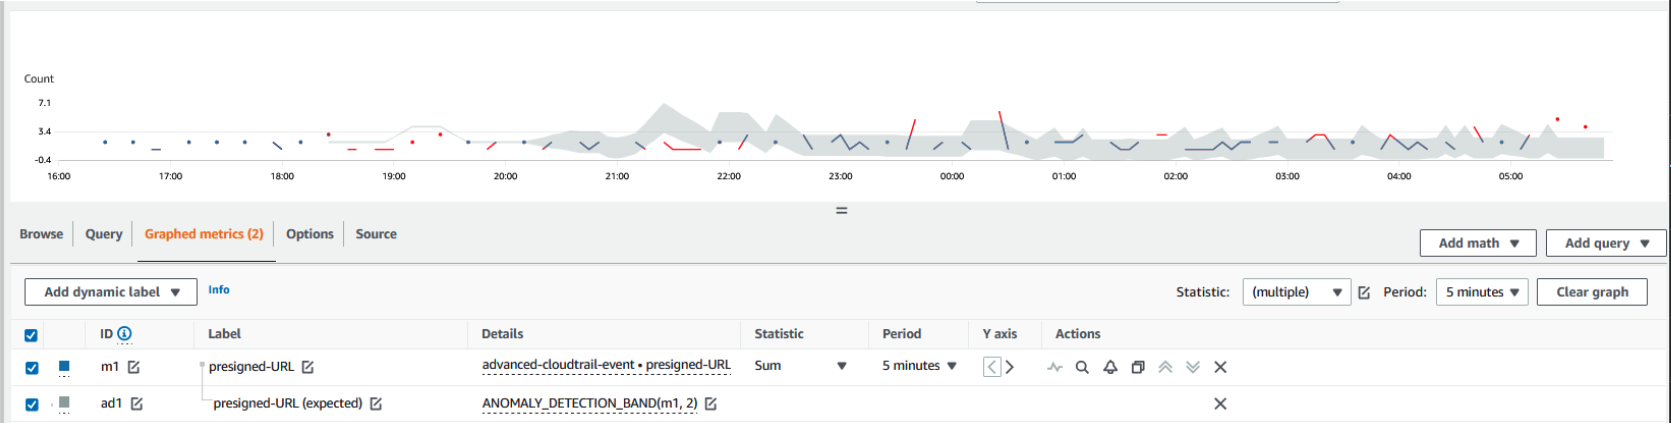 Count
7.1
3.4
-0.4
16:00 17:00 18:00 19:00 20:00 21:00 22:00 23:00 00:00 01:00 02:00 03:00 04:00 05:00
Browse Query Graphed metrics (2) Options Source
Add math Add query
Add dynamic label Info Statistic: (multiple) Period: 5 minutes Clear graph
ID Label Details Statistic Period Y axis Actions
m1 presigned-URL advanced-cloudtrail-event • presigned-URL Sum 5 minutes
ad1 presigned-URL (expected) ANOMALY_DETECTION_BAND(m1, 2)